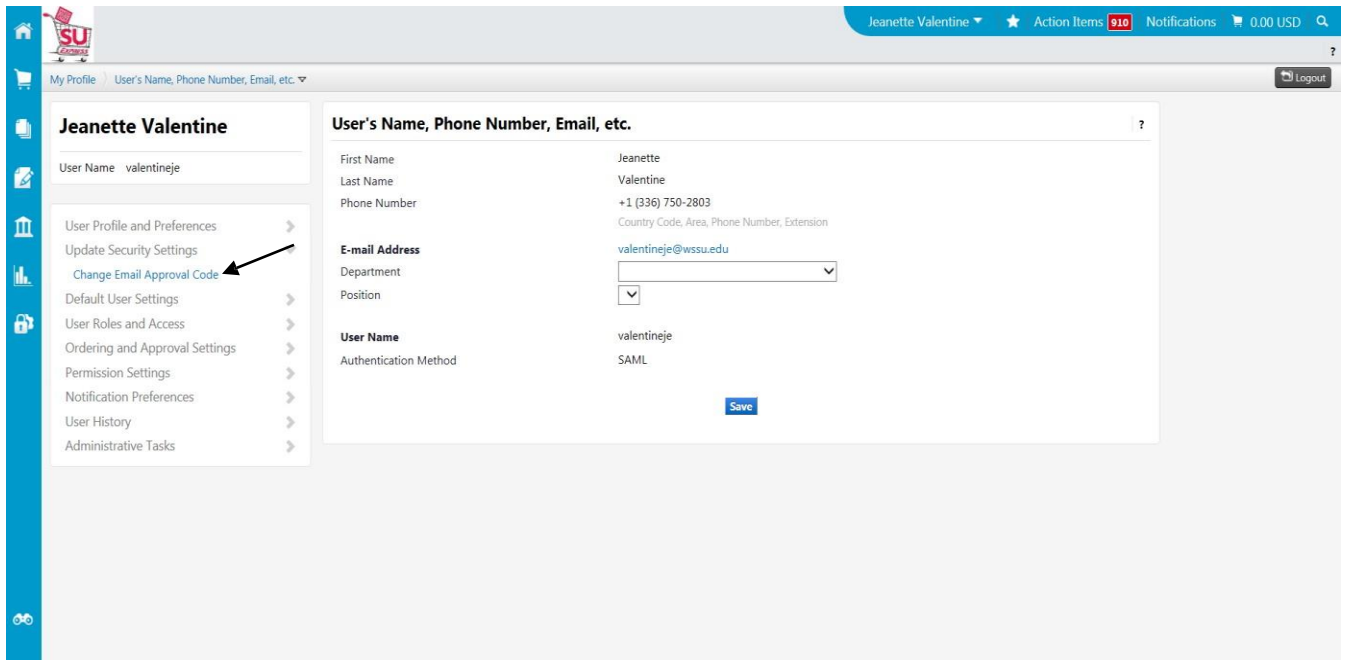 Jeanette Valentine Action Items 910 Notifications 0.00 USD
SU
EXPRESS
?
My Profile User's Name, Phone Number, Email, etc. Logout
Jeanette Valentine
User Name valentineje
User Profile and Preferences
Update Security Settings
Change Email Approval Code
Default User Settings
User Roles and Access
Ordering and Approval Settings
Permission Settings
Notification Preferences
User History
Administrative Tasks
User's Name, Phone Number, Email, etc. ?
First Name Jeanette
Last Name Valentine
Phone Number +1 (336) 750-2803
Country Code, Area, Phone Number, Extension
E-mail Address valentineje@wssu.edu
Department
Position
User Name valentineje
Authentication Method SAML
Save